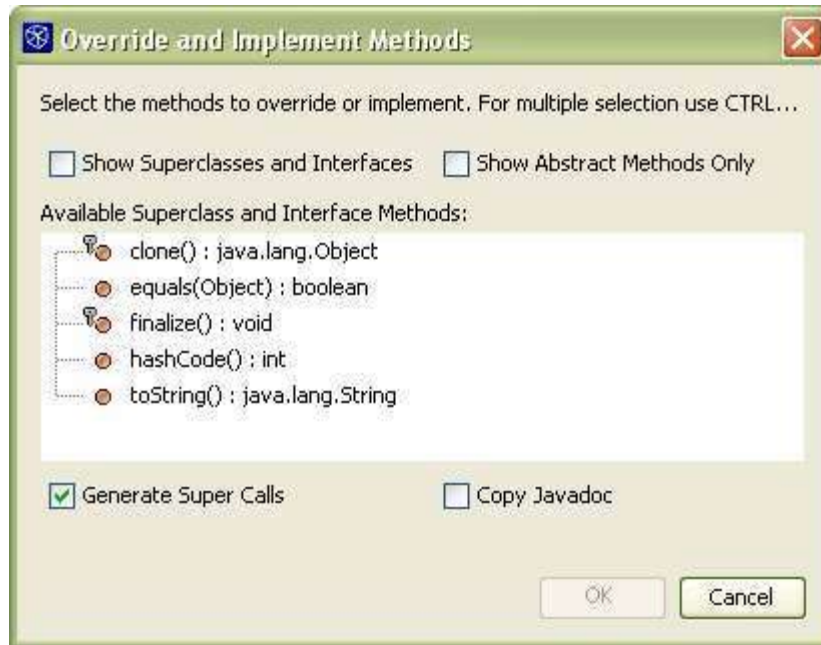 Override and Implement Methods
Select the methods to override or implement. For multiple selection use CTRL...
Show Superclasses and Interfaces Show Abstract Methods Only
Available Superclass and Interface Methods:
clone() : java.lang.Object
equals(Object) : boolean
finalize() : void
hashCode() : int
toString() : java.lang.String
Generate Super Calls Copy Javadoc
OK Cancel